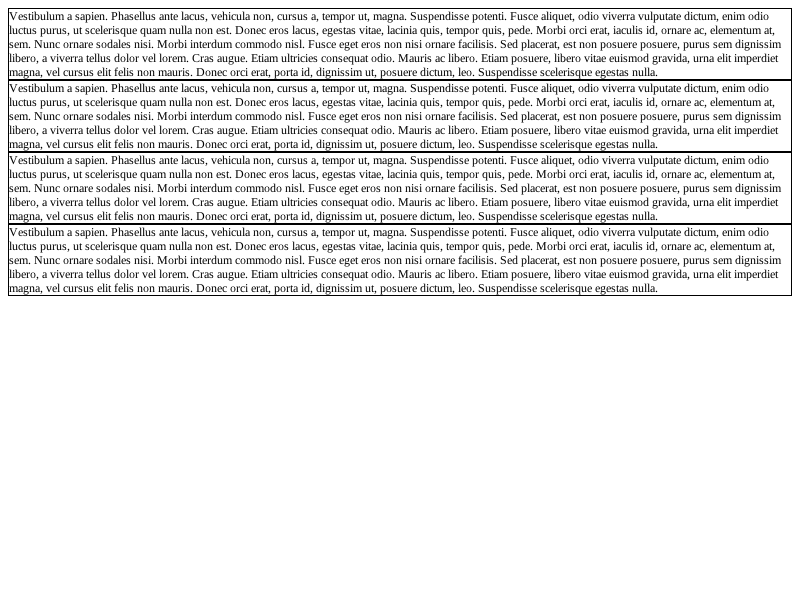 Vestibulum a sapien. Phasellus ante lacus, vehicula non, cursus a, tempor ut, magna. Suspendisse potenti. Fusce aliquet, odio viverra vulputate dictum, enim odio
luctus purus, ut scelerisque quam nulla non est. Donec eros lacus, egestas vitae, lacinia quis, tempor quis, pede. Morbi orci erat, iaculis id, ornare ac, elementum at,
sem. Nunc ornare sodales nisi. Morbi interdum commodo nisl. Fusce eget eros non nisi ornare facilisis. Sed placerat, est non posuere posuere, purus sem dignissim
libero, a viverra tellus dolor vel lorem. Cras augue. Etiam ultricies consequat odio. Mauris ac libero. Etiam posuere, libero vitae euismod gravida, urna elit imperdiet
magna, vel cursus elit felis non mauris. Donec orci erat, porta id, dignissim ut, posuere dictum, leo. Suspendisse scelerisque egestas nulla.
Vestibulum a sapien. Phasellus ante lacus, vehicula non, cursus a, tempor ut, magna. Suspendisse potenti. Fusce aliquet, odio viverra vulputate dictum, enim odio
luctus purus, ut scelerisque quam nulla non est. Donec eros lacus, egestas vitae, lacinia quis, tempor quis, pede. Morbi orci erat, iaculis id, ornare ac, elementum at,
sem. Nunc ornare sodales nisi. Morbi interdum commodo nisl. Fusce eget eros non nisi ornare facilisis. Sed placerat, est non posuere posuere, purus sem dignissim
libero, a viverra tellus dolor vel lorem. Cras augue. Etiam ultricies consequat odio. Mauris ac libero. Etiam posuere, libero vitae euismod gravida, urna elit imperdiet
magna, vel cursus elit felis non mauris. Donec orci erat, porta id, dignissim ut, posuere dictum, leo. Suspendisse scelerisque egestas nulla.
Vestibulum a sapien. Phasellus ante lacus, vehicula non, cursus a, tempor ut, magna. Suspendisse potenti. Fusce aliquet, odio viverra vulputate dictum, enim odio
luctus purus, ut scelerisque quam nulla non est. Donec eros lacus, egestas vitae, lacinia quis, tempor quis, pede. Morbi orci erat, iaculis id, ornare ac, elementum at,
sem. Nunc ornare sodales nisi. Morbi interdum commodo nisl. Fusce eget eros non nisi ornare facilisis. Sed placerat, est non posuere posuere, purus sem dignissim
libero, a viverra tellus dolor vel lorem. Cras augue. Etiam ultricies consequat odio. Mauris ac libero. Etiam posuere, libero vitae euismod gravida, urna elit imperdiet
magna, vel cursus elit felis non mauris. Donec orci erat, porta id, dignissim ut, posuere dictum, leo. Suspendisse scelerisque egestas nulla.
Vestibulum a sapien. Phasellus ante lacus, vehicula non, cursus a, tempor ut, magna. Suspendisse potenti. Fusce aliquet, odio viverra vulputate dictum, enim odio
luctus purus, ut scelerisque quam nulla non est. Donec eros lacus, egestas vitae, lacinia quis, tempor quis, pede. Morbi orci erat, iaculis id, ornare ac, elementum at,
sem. Nunc ornare sodales nisi. Morbi interdum commodo nisl. Fusce eget eros non nisi ornare facilisis. Sed placerat, est non posuere posuere, purus sem dignissim
libero, a viverra tellus dolor vel lorem. Cras augue. Etiam ultricies consequat odio. Mauris ac libero. Etiam posuere, libero vitae euismod gravida, urna elit imperdiet
magna, vel cursus elit felis non mauris. Donec orci erat, porta id, dignissim ut, posuere dictum, leo. Suspendisse scelerisque egestas nulla.